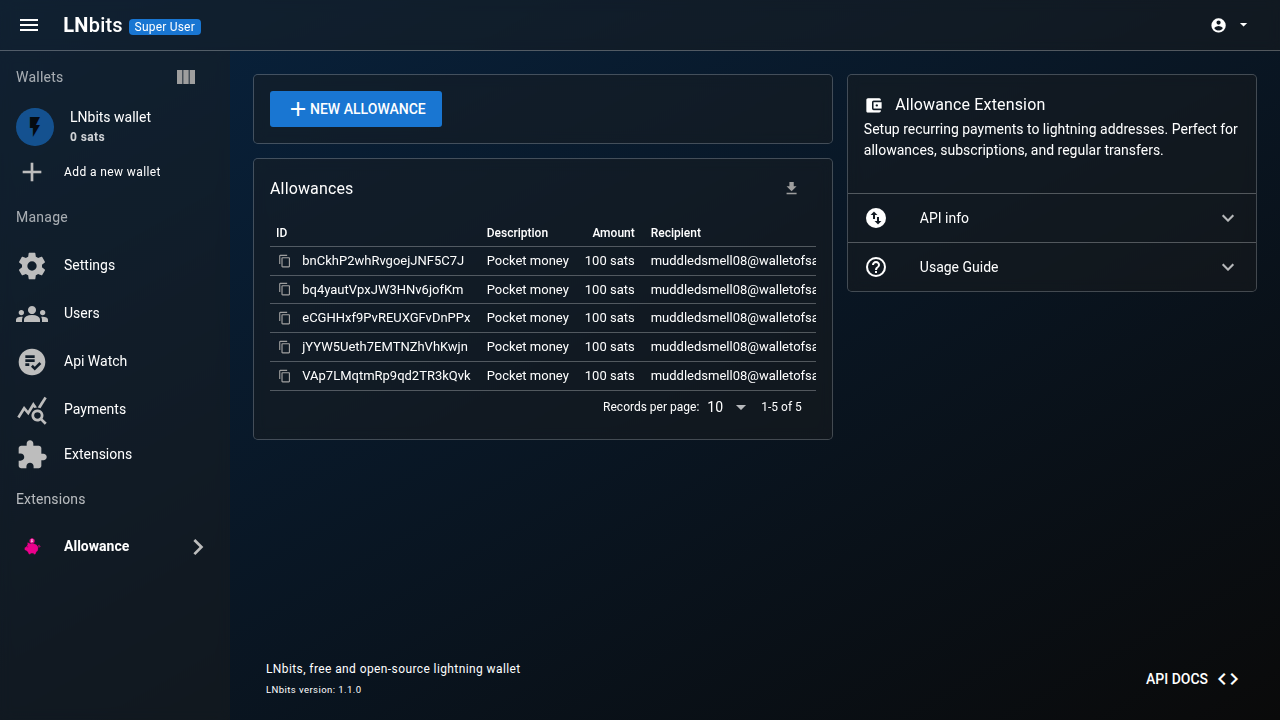 LNbits Super User
Wallets
LNbits wallet
0 sats
Add a new wallet
Manage
Settings
Users
Api Watch
Payments
Extensions
Extensions
Allowance
NEW ALLOWANCE
Allowances
ID Description Amount Recipient
bnCkhP2whRvgoejJNF5C7J Pocket money 100 sats muddledsmell08@walletofsa
bq4yautVpxJW3HNv6jofKm Pocket money 100 sats muddledsmell08@walletofsa
eCGHHxf9PvREUXGFvDnPPx Pocket money 100 sats muddledsmell08@walletofsa
jYYW5Ueth7EMTNZhVhKwjn Pocket money 100 sats muddledsmell08@walletofsa
VAp7LMqtmRp9qd2TR3kQvk Pocket money 100 sats muddledsmell08@walletofsa
Records per page: 10 1-5 of 5
Allowance Extension
Setup recurring payments to lightning addresses. Perfect for
allowances, subscriptions, and regular transfers.
API info
Usage Guide
LNbits, free and open-source lightning wallet
LNbits version: 1.1.0
API DOCS